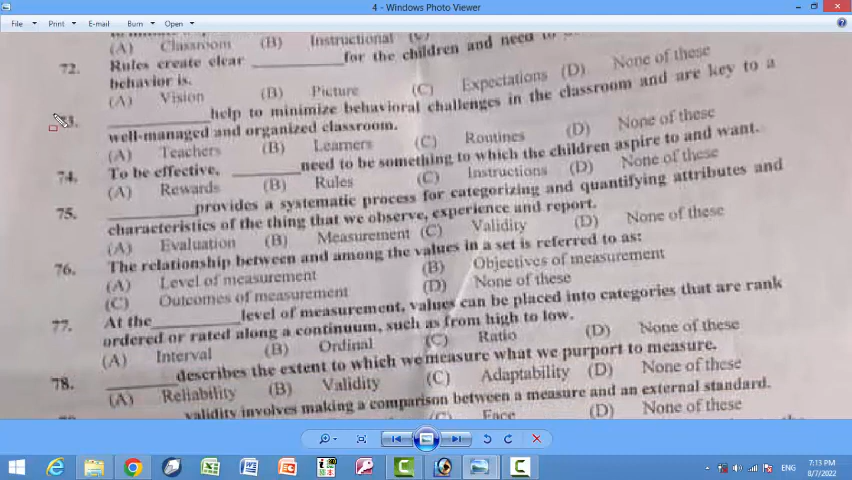 4 - Windows Photo Viewer
File Print E-mail Burn Open
(A) Classroom (B) Instructional (C)
72. Rules create clear __________ for the children and need to
behavior is.
(A) Vision (B) Picture (C) Expectations (D) None of these
73. __________ help to minimize behavioral challenges in the classroom and are key to a
well-managed and organized classroom.
(A) Teachers (B) Learners (C) Routines (D) None of these
74. To be effective, ________ need to be something to which the children aspire to and want.
(A) Rewards (B) Rules (C) Instructions (D) None of these
75. __________ provides a systematic process for categorizing and quantifying attributes and
characteristics of the thing that we observe, experience and report.
(A) Evaluation (B) Measurement (C) Validity (D) None of these
76. The relationship between and among the values in a set is referred to as:
(A) Level of measurement (B) Objectives of measurement
(C) Outcomes of measurement (D) None of these
77. At the __________ level of measurement, values can be placed into categories that are rank
ordered or rated along a continuum, such as from high to low.
(A) Interval (B) Ordinal (C) Ratio (D) None of these
78. ________ describes the extent to which we measure what we purport to measure.
(A) Reliability (B) Validity (C) Adaptability (D) None of these
________ validity involves making a comparison between a measure and an external standard.
(C) Face (D) None of these
ENG
7:13 PM
8/7/2022